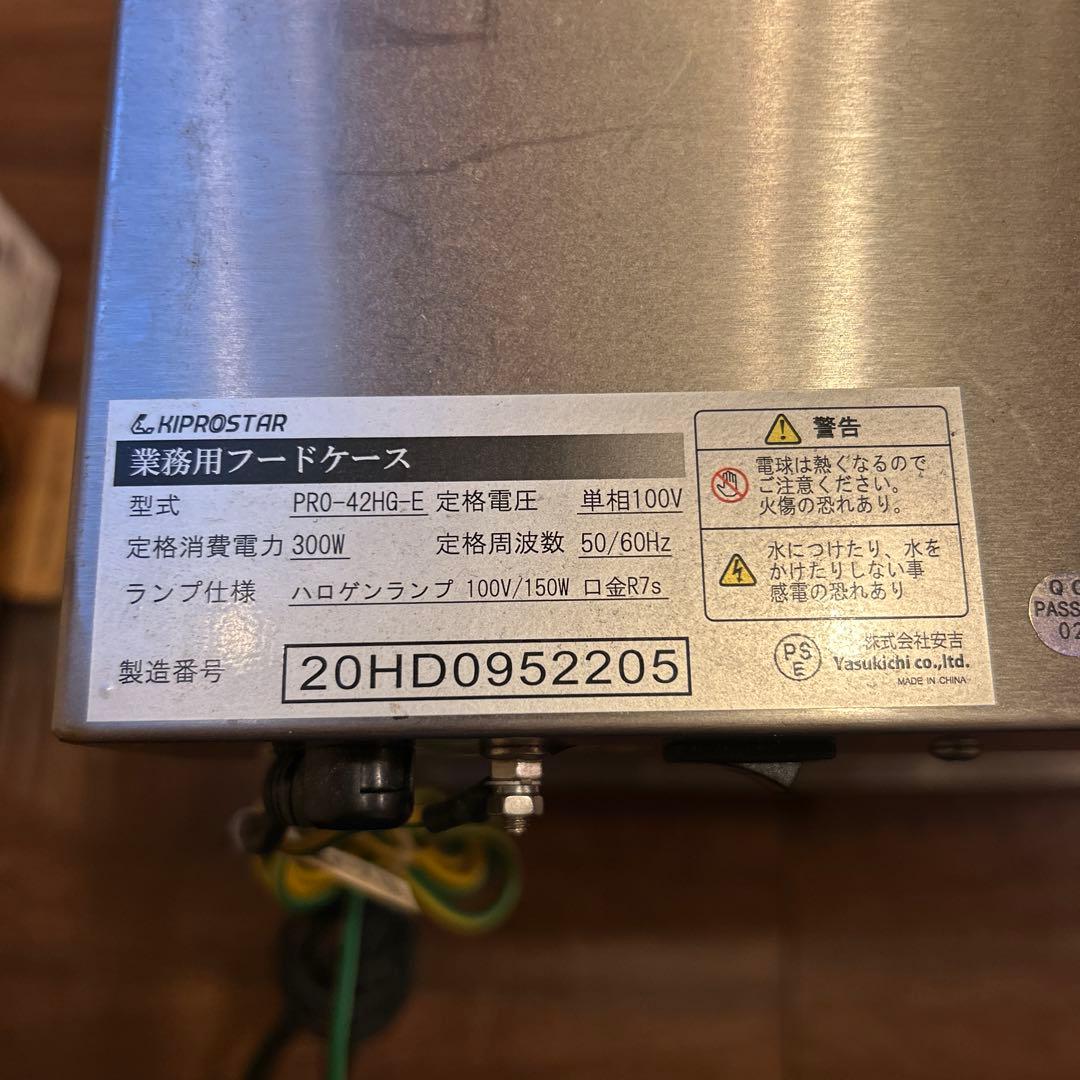 KIPROSTAR
業務用フードケース
型式 PRO-42HG-E 定格電圧 単相100V
定格消費電力 300W 定格周波数 50/60Hz
ランプ仕様 ハロゲンランプ 100V/150W 口金R7s
製造番号 20HD0952205
警告
電球は熱くなるので
ご注意ください。
火傷の恐れあり。
水につけたり、水を
かけたりしない事
感電の恐れあり
PS
E
株式会社安吉
Yasukichi co.,ltd.
MADE IN CHINA
PASS